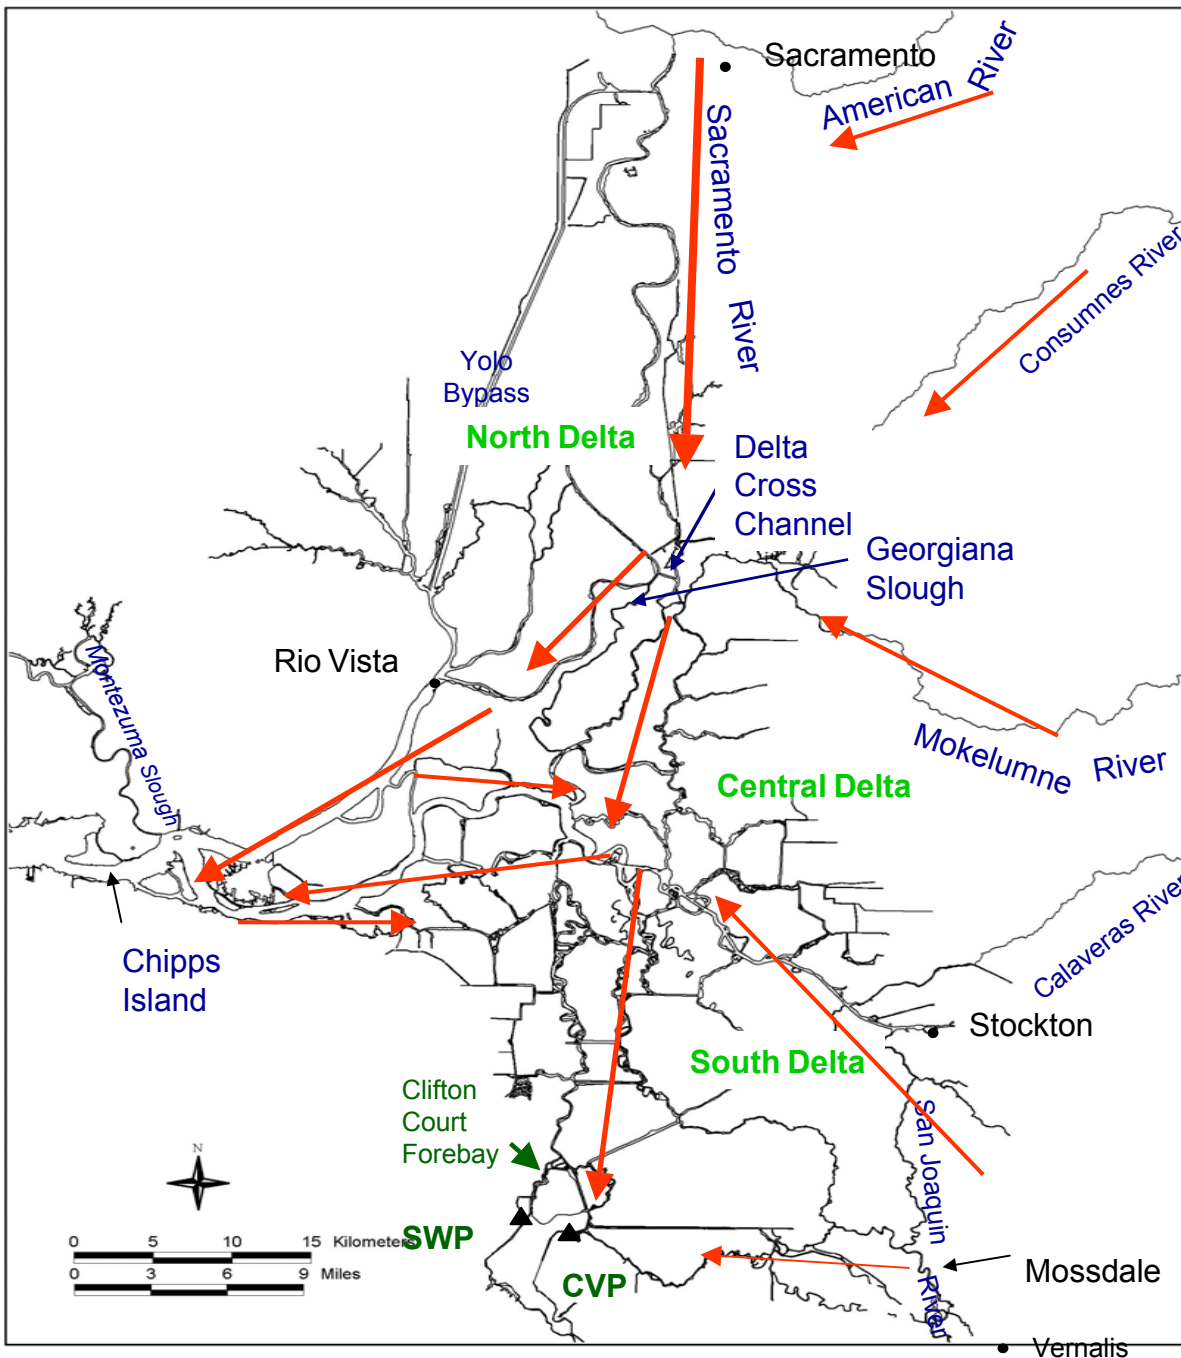 Sacramento
American River
Sacramento River
Consumnes River
Yolo
Bypass
North Delta
Delta
Cross
Channel
Georgiana
Slough
Rio Vista
Montezuma Slough
Mokelumne River
Central Delta
Calaveras River
Chipps
Island
Stockton
South Delta
Clifton
Court
Forebay
San Joaquin River
N
SWP
0 5 10 15 Kilometers
0 3 6 9 Miles
CVP
Mossdale
Vernalis